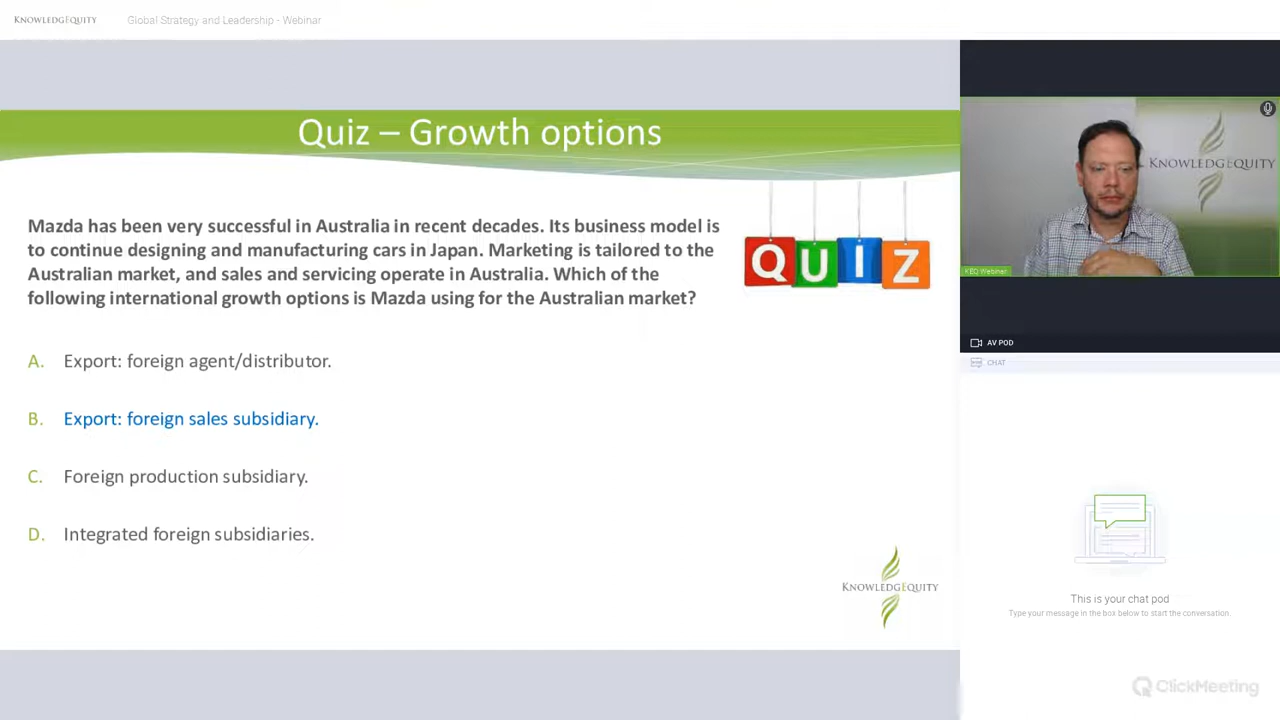 KNOWLEDGEQUITY
Global Strategy and Leadership - Webinar
Quiz – Growth options
Mazda has been very successful in Australia in recent decades. Its business model is
to continue designing and manufacturing cars in Japan. Marketing is tailored to the
Australian market, and sales and servicing operate in Australia. Which of the
following international growth options is Mazda using for the Australian market?
QUIZ
A. Export: foreign agent/distributor.
B. Export: foreign sales subsidiary.
C. Foreign production subsidiary.
D. Integrated foreign subsidiaries.
KNOWLEDGEQUITY
KNOWLEDGEQUITY
KEQ Webinar
AV POD
CHAT
This is your chat pod
Type your message in the box below to start the conversation.
ClickMeeting